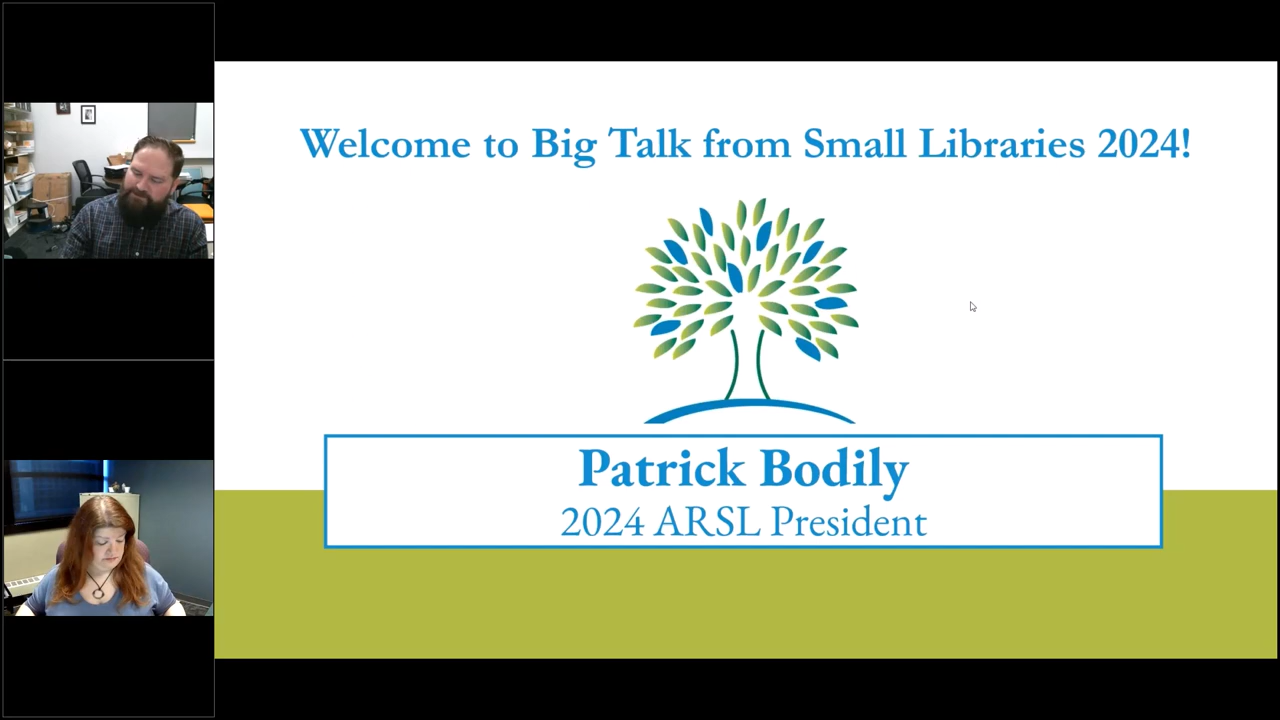 Welcome to Big Talk from Small Libraries 2024!
Patrick Bodily
2024 ARSL President